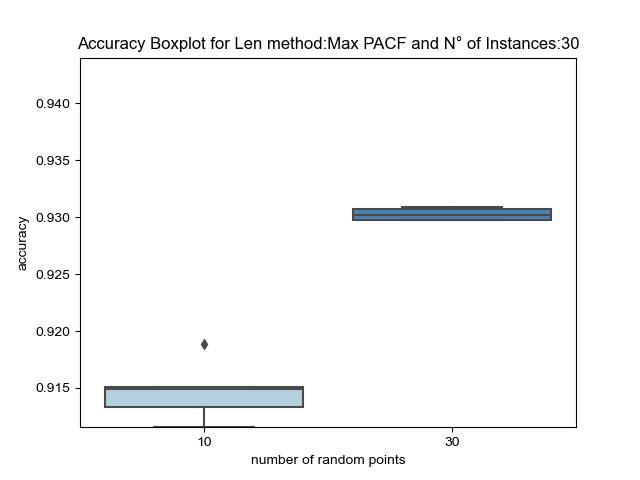 Accuracy Boxplot for Len method:Max PACF and N° of Instances:30
0.940
0.935
0.930
0.925
0.920
0.915
accuracy
10
30
number of random points